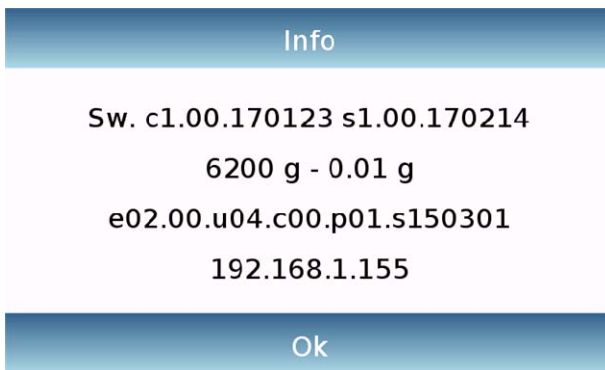 Info
Sw. c1.00.170123 s1.00.170214
6200 g - 0.01 g
e02.00.u04.c00.p01.s150301
192.168.1.155
Ok